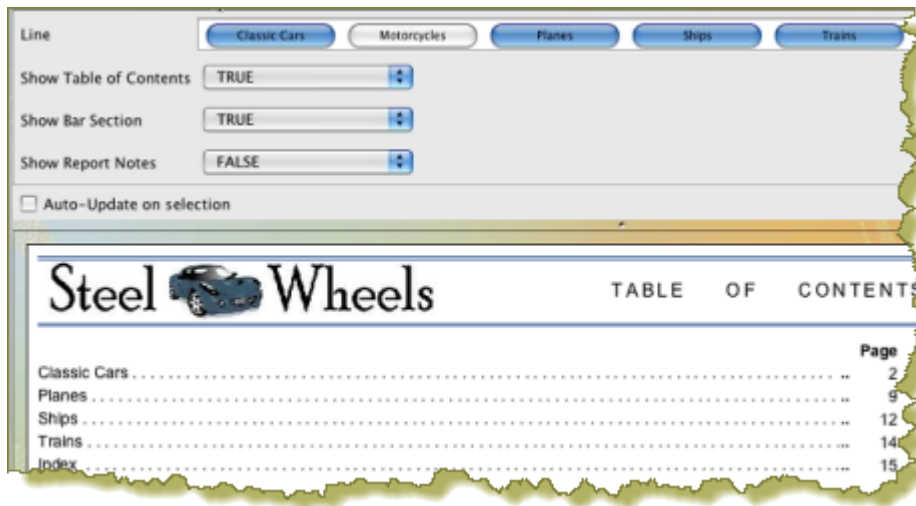 Line Classic Cars Motorcycles Planes Ships Trains
Show Table of Contents TRUE
Show Bar Section TRUE
Show Report Notes FALSE
Auto-Update on selection
Steel Wheels TABLE OF CONTENTS
Page
Classic Cars 2
Planes 9
Ships 12
Trains 14
Index 15